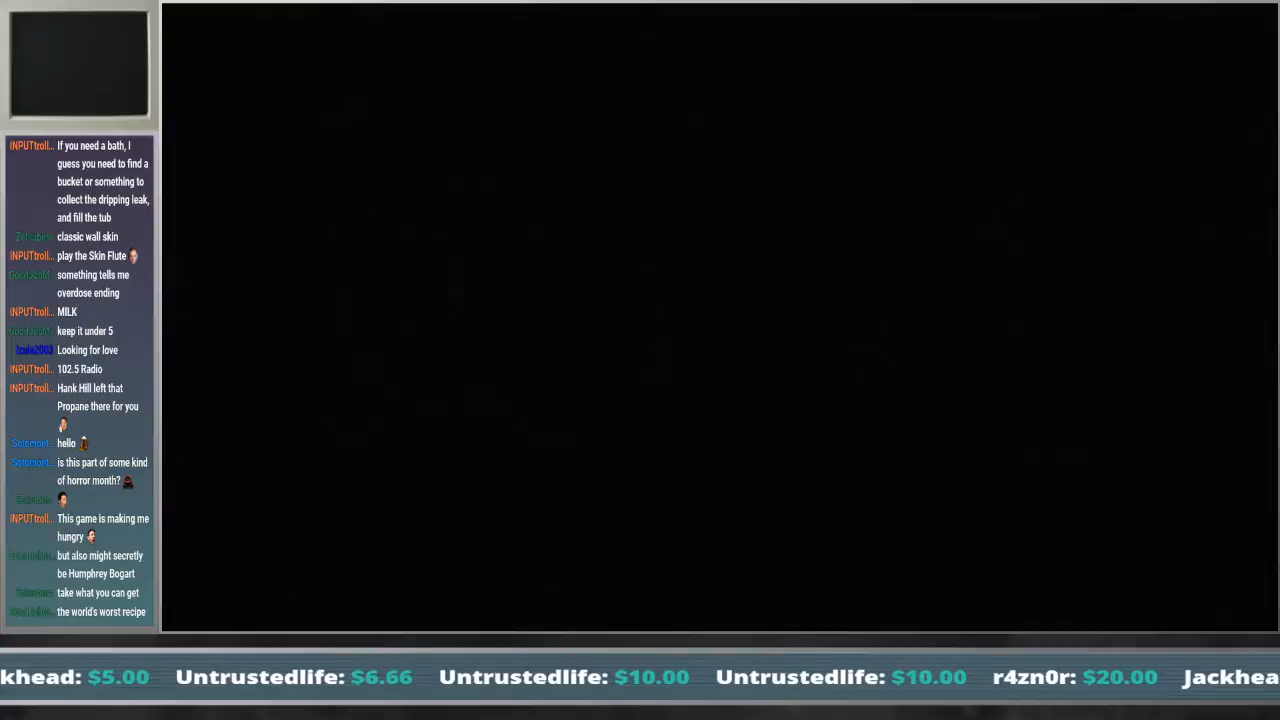 INPUTtroll... If you need a bath, I
guess you need to find a
bucket or something to
collect the dripping leak,
and fill the tub
classic wall skin
INPUTtroll... play the Skin Flute
something tells me
overdose ending
INPUTtroll... MILK
keep it under 5
Looking for love
INPUTtroll... 102.5 Radio
INPUTtroll... Hank Hill left that
Propane there for you
Sotomont... hello
Sotomont... is this part of some kind
of horror month?
INPUTtroll... This game is making me
hungry
but also might secretly
be Humphrey Bogart
take what you can get
the world's worst recipe
khead: $5.00 Untrustedlife: $6.66 Untrustedlife: $10.00 Untrustedlife: $10.00 r4zn0r: $20.00 Jackhea